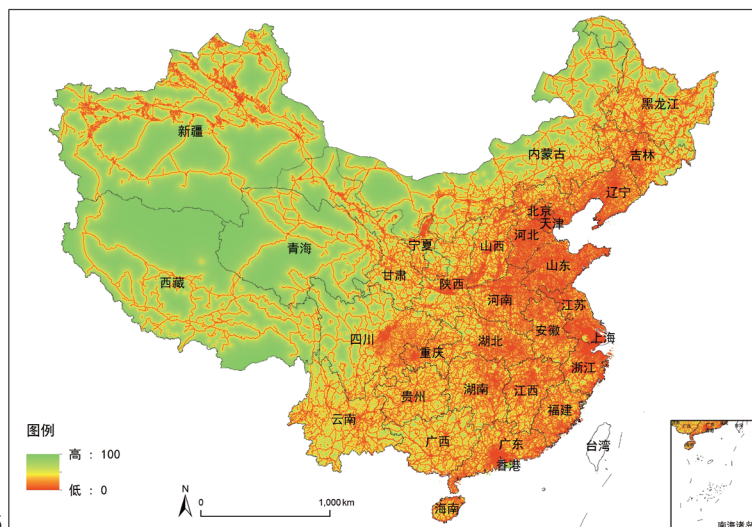 黑龙江
新疆
内蒙古
吉林
辽宁
北京
天津
河北
宁夏
山西
青海
山东
甘肃
西藏
陕西
河南
江苏
安徽
四川
湖北
上海
重庆
浙江
湖南
江西
贵州
福建
云南
广西
广东
台湾
香港
海南
图例
高 : 100
低 : 0
N
0
1,000 km